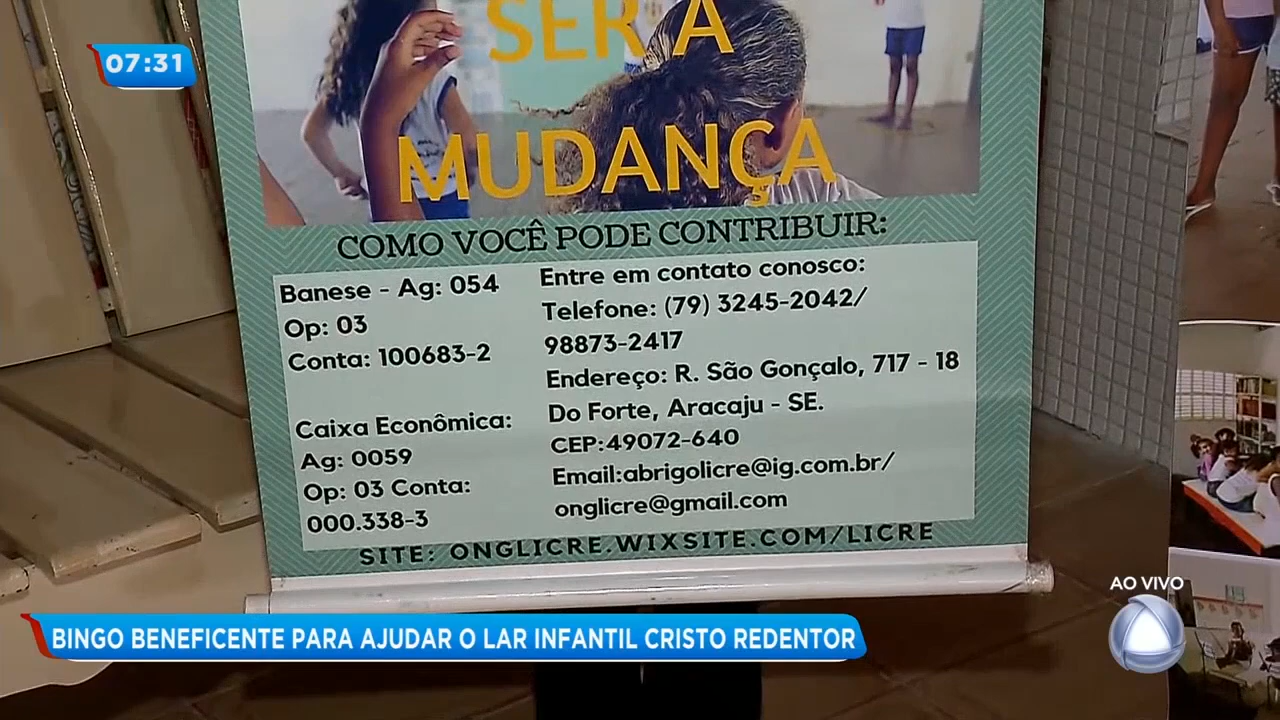 07:31
SER A
MUDANÇA
COMO VOCÊ PODE CONTRIBUIR:
Banese - Ag: 054
Op: 03
Conta: 100683-2
Caixa Econômica:
Ag: 0059
Op: 03 Conta:
000.338-3
Entre em contato conosco:
Telefone: (79) 3245-2042/
98873-2417
Endereço: R. São Gonçalo, 717 - 18
Do Forte, Aracaju - SE.
CEP:49072-640
Email:abrigolicre@ig.com.br/
onglicre@gmail.com
SITE: ONGLICRE.WIXSITE.COM/LICRE
AO VIVO
BINGO BENEFICENTE PARA AJUDAR O LAR INFANTIL CRISTO REDENTOR